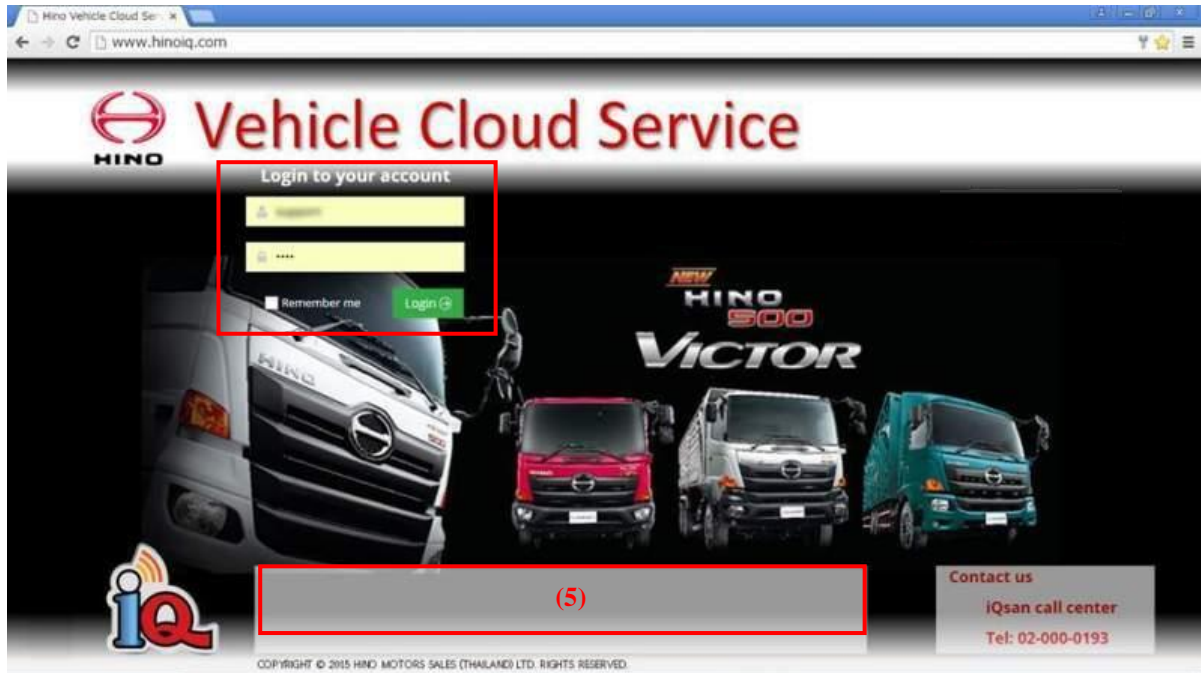 Hino Vehicle Cloud Ser
www.hinoiq.com
HINO
Vehicle Cloud Service
Login to your account
Remember me
Login
NEW
HINO
500
VICTOR
HINO
500
iQ
(5)
Contact us
iQsan call center
Tel: 02-000-0193
COPYRIGHT © 2015 HINO MOTORS SALES (THAILAND) LTD. RIGHTS RESERVED.